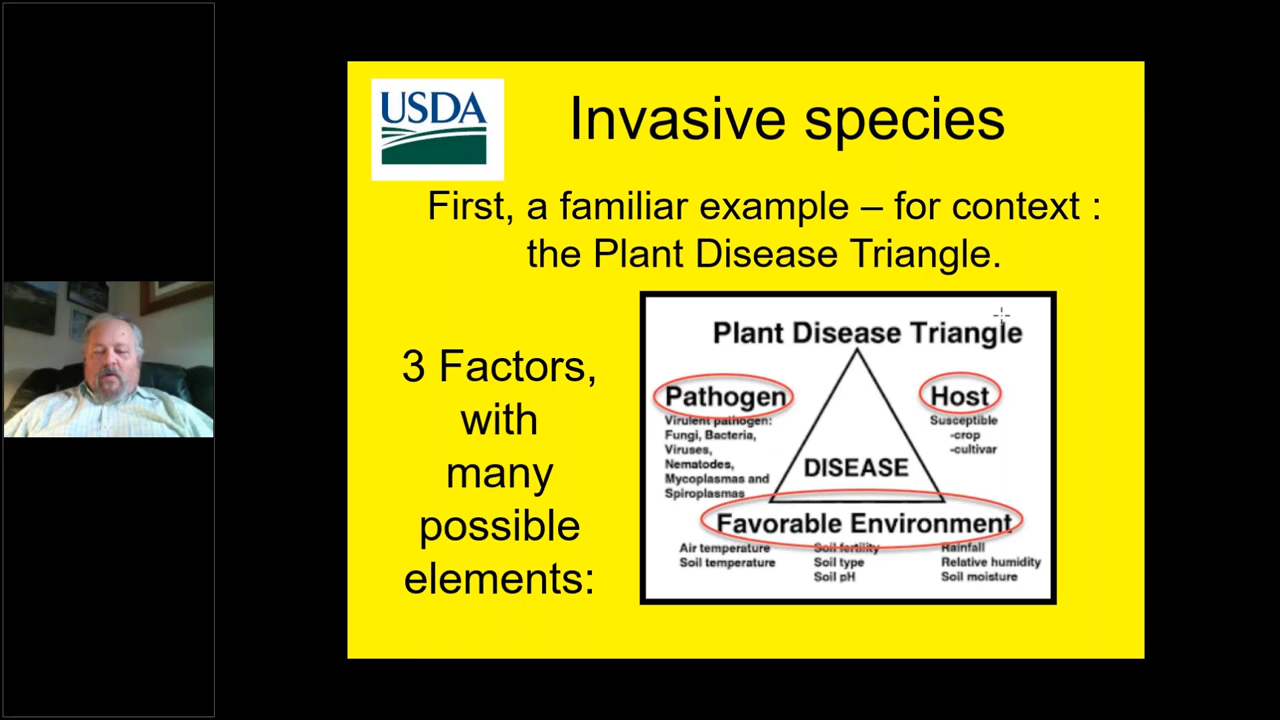 USDA
Invasive species
First, a familiar example – for context :
the Plant Disease Triangle.
3 Factors,
with
many
possible
elements:
Plant Disease Triangle
Pathogen
Virulent pathogen:
Fungi, Bacteria,
Viruses,
Nematodes,
Mycoplasmas and
Spiroplasmas
Host
Susceptible
-crop
-cultivar
DISEASE
Favorable Environment
Air temperature
Soil temperature
Soil fertility
Soil type
Soil pH
Rainfall
Relative humidity
Soil moisture